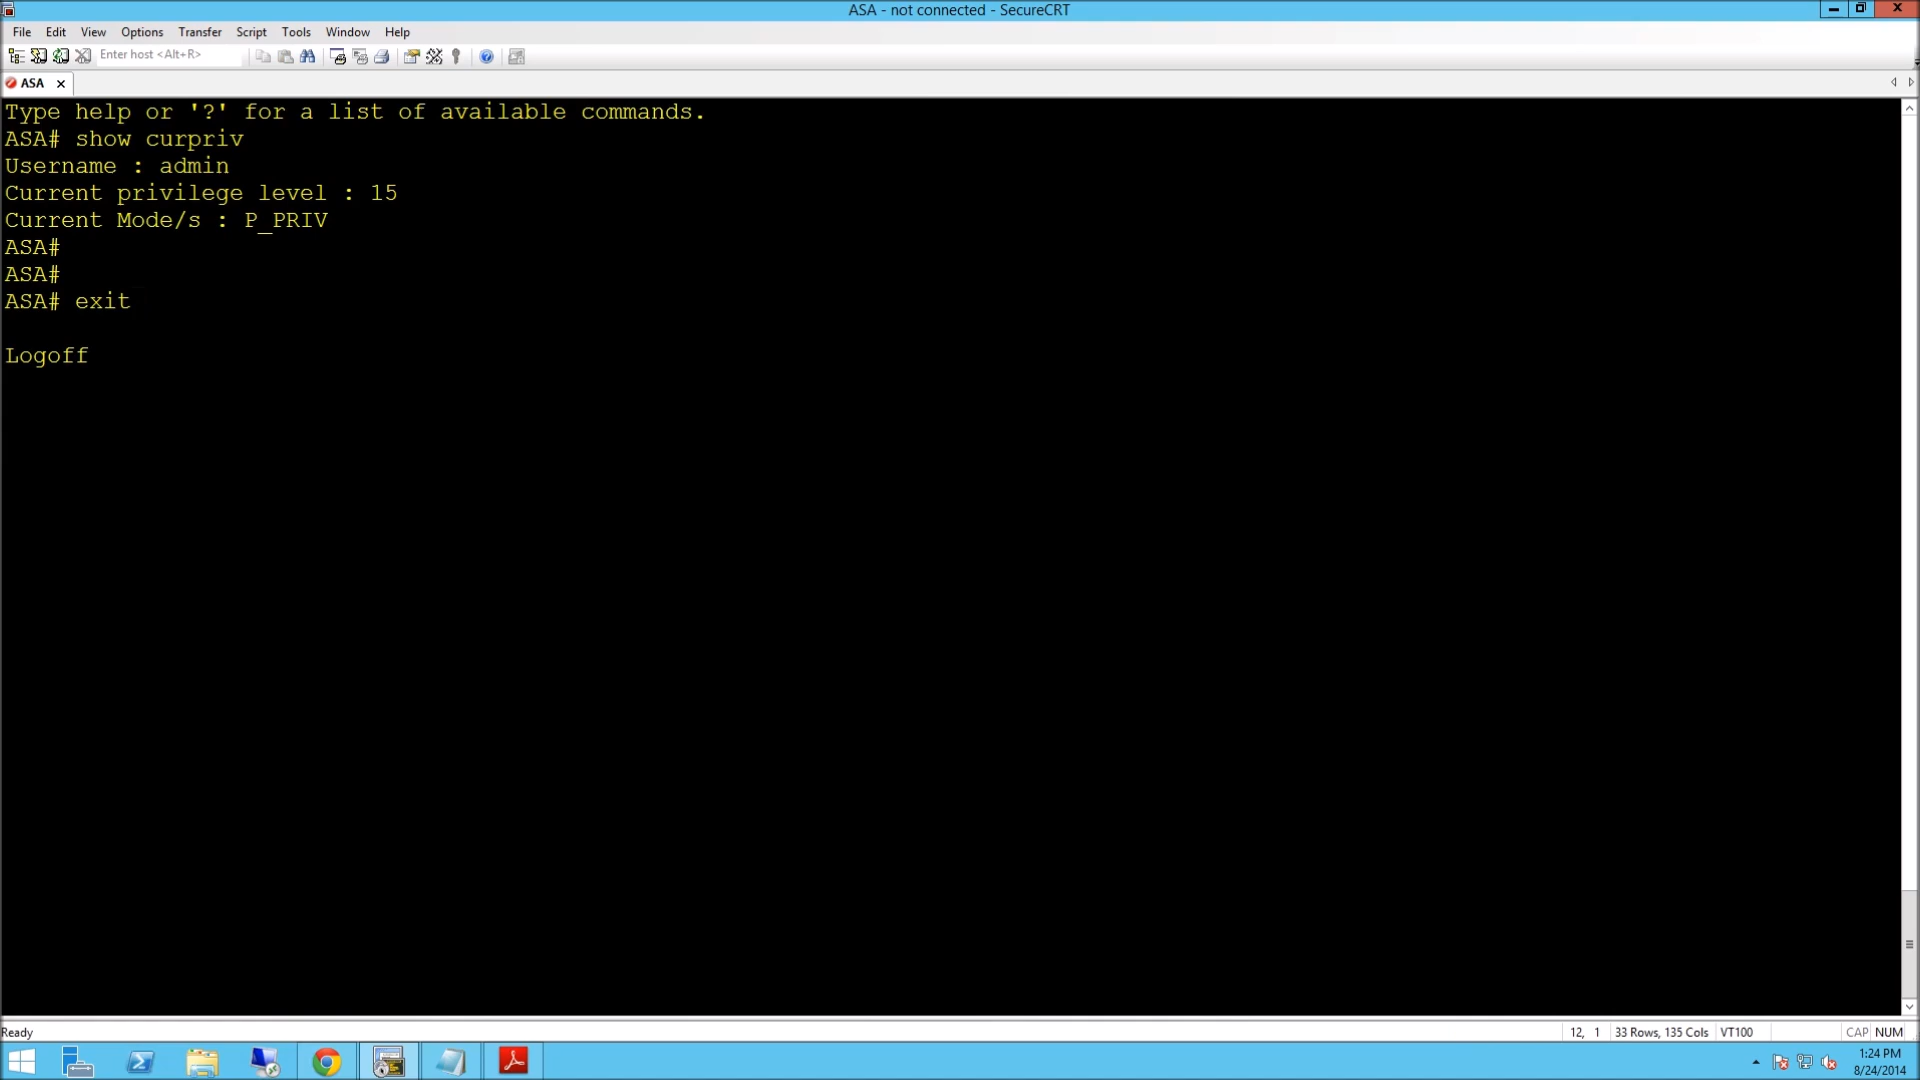 ASA - not connected - SecureCRT
File Edit View Options Transfer Script Tools Window Help
Enter host <Alt+R>
ASA
Type help or '?' for a list of available commands.
ASA# show curpriv
Username : admin
Current privilege level : 15
Current Mode/s : P_PRIV
ASA#
ASA#
ASA# exit
Logoff
Ready 12, 1 33 Rows, 135 Cols VT100 CAP NUM
1:24 PM
8/24/2014